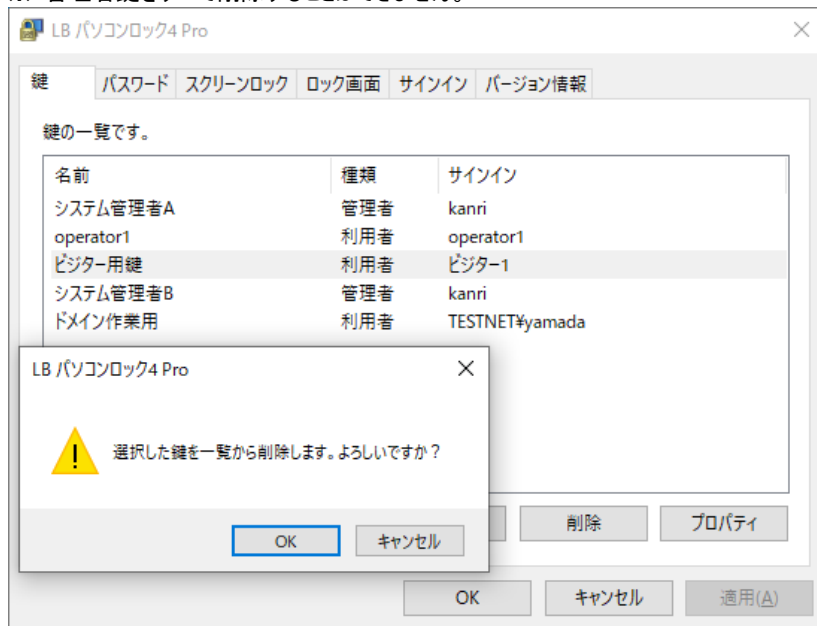 LB パソコンロック4 Pro
鍵 パスワード スクリーンロック ロック画面 サインイン バージョン情報
鍵の一覧です。
名前 種類 サインイン
システム管理者A 管理者 kanri
operator1 利用者 operator1
ビジター用鍵 利用者 ビジター1
システム管理者B 管理者 kanri
ドメイン作業用 利用者 TESTNET¥yamada
LB パソコンロック4 Pro
選択した鍵を一覧から削除します。よろしいですか？
OK キャンセル
削除 プロパティ
OK キャンセル 適用(A)